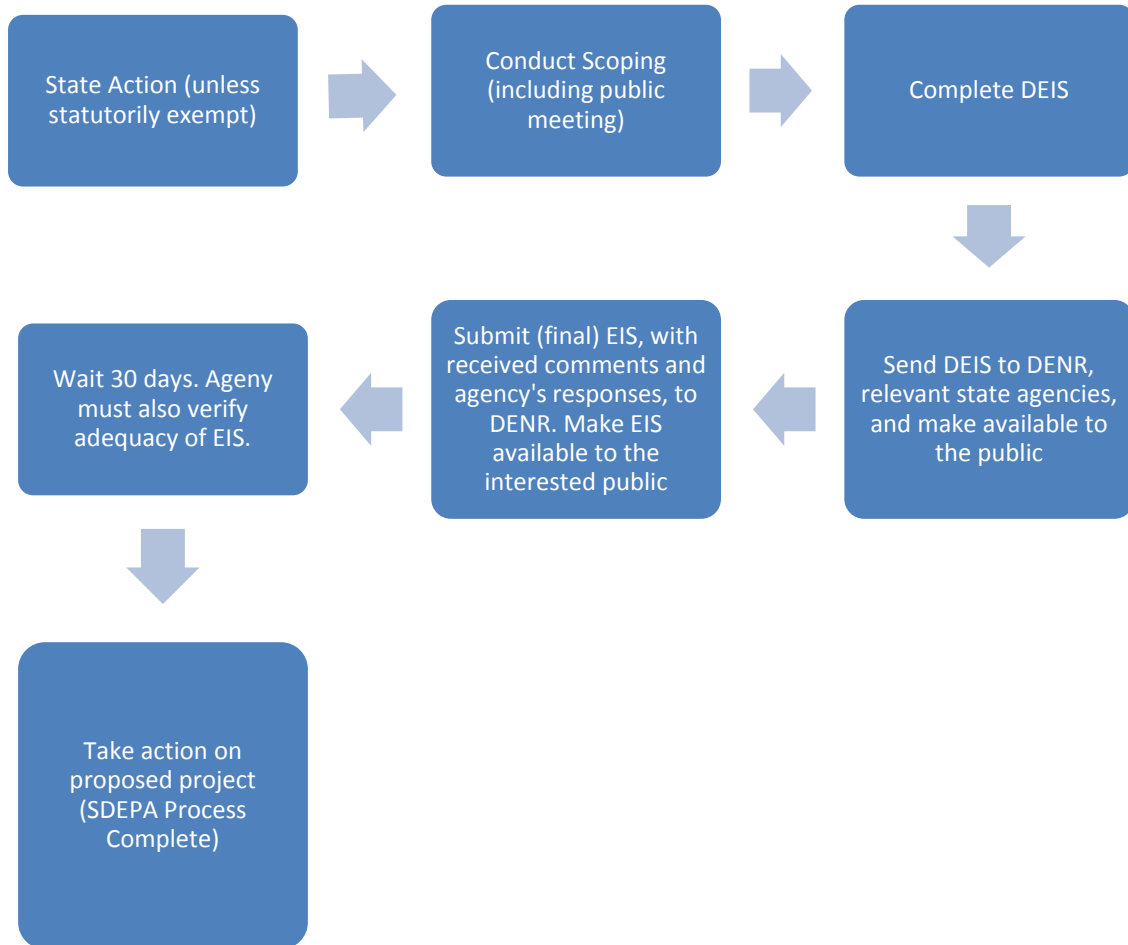 State Action (unless
statutorily exempt)
Conduct Scoping
(including public
meeting)
Complete DEIS
Send DEIS to DENR,
relevant state agencies,
and make available to
the public
Submit (final) EIS, with
received comments and
agency's responses, to
DENR. Make EIS
available to the
interested public
Wait 30 days. Ageny
must also verify
adequacy of EIS.
Take action on
proposed project
(SDEPA Process
Complete)